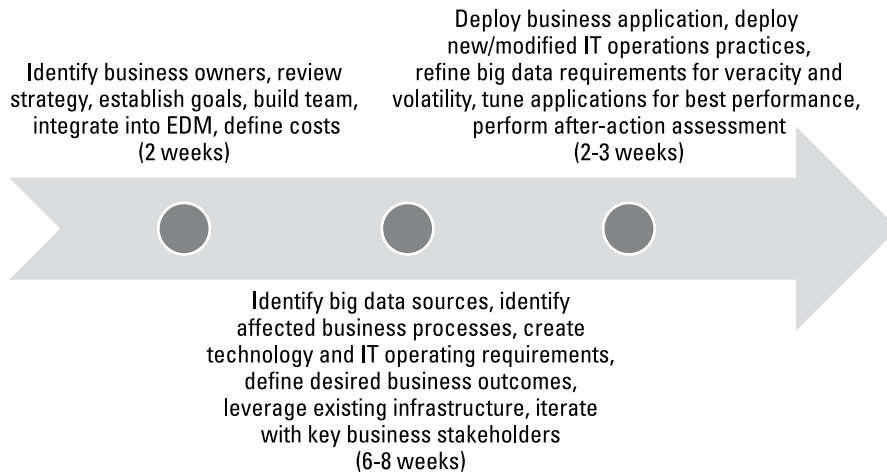 Identify business owners, review
strategy, establish goals, build team,
integrate into EDM, define costs
(2 weeks)
Deploy business application, deploy
new/modified IT operations practices,
refine big data requirements for veracity and
volatility, tune applications for best performance,
perform after-action assessment
(2-3 weeks)
Identify big data sources, identify
affected business processes, create
technology and IT operating requirements,
define desired business outcomes,
leverage existing infrastructure, iterate
with key business stakeholders
(6-8 weeks)